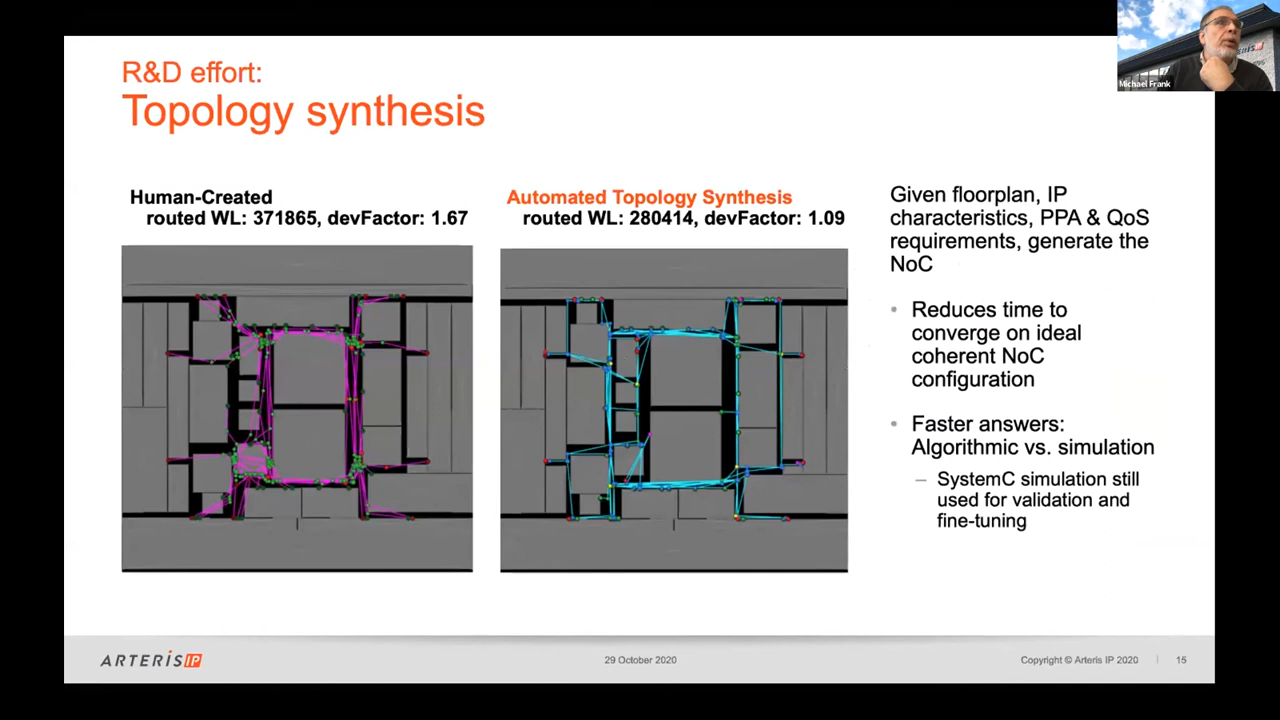 R&D effort:
Topology synthesis
Human-Created
routed WL: 371865, devFactor: 1.67
Automated Topology Synthesis
routed WL: 280414, devFactor: 1.09
Given floorplan, IP
characteristics, PPA & QoS
requirements, generate the
NoC
• Reduces time to
converge on ideal
coherent NoC
configuration
• Faster answers:
Algorithmic vs. simulation
– SystemC simulation still
used for validation and
fine-tuning
Michael Frank
ARTERIS IP
29 October 2020
Copyright © Arteris IP 2020
15